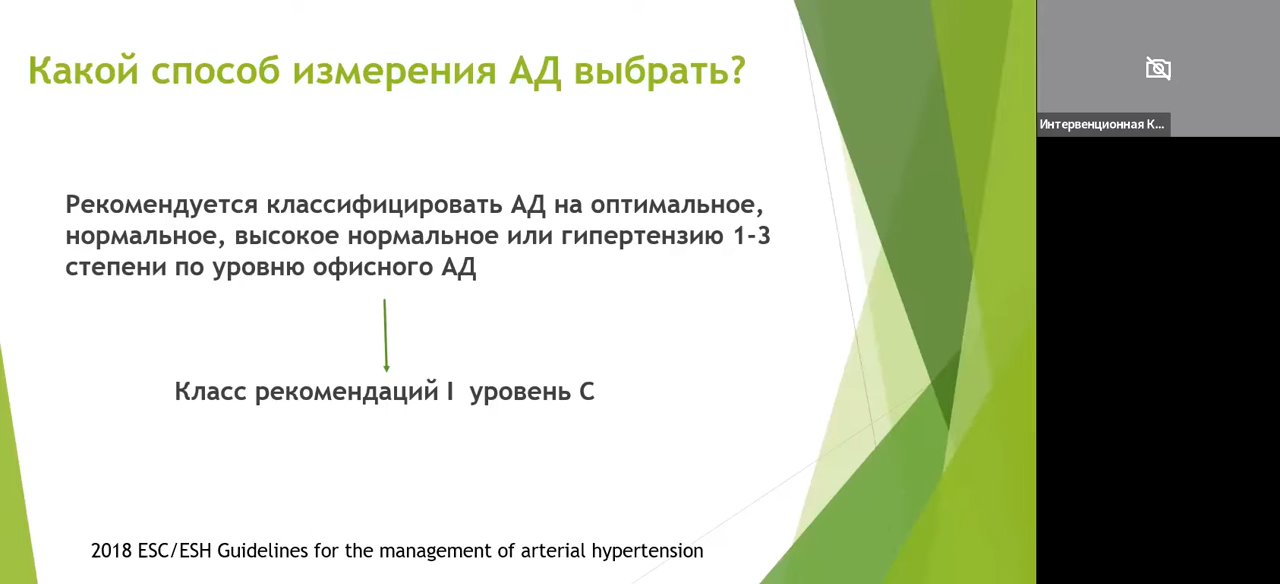 Какой способ измерения АД выбрать?
Рекомендуется классифицировать АД на оптимальное,
нормальное, высокое нормальное или гипертензию 1-3
степени по уровню офисного АД
Класс рекомендаций I уровень С
2018 ESC/ESH Guidelines for the management of arterial hypertension
Интервенционная К...